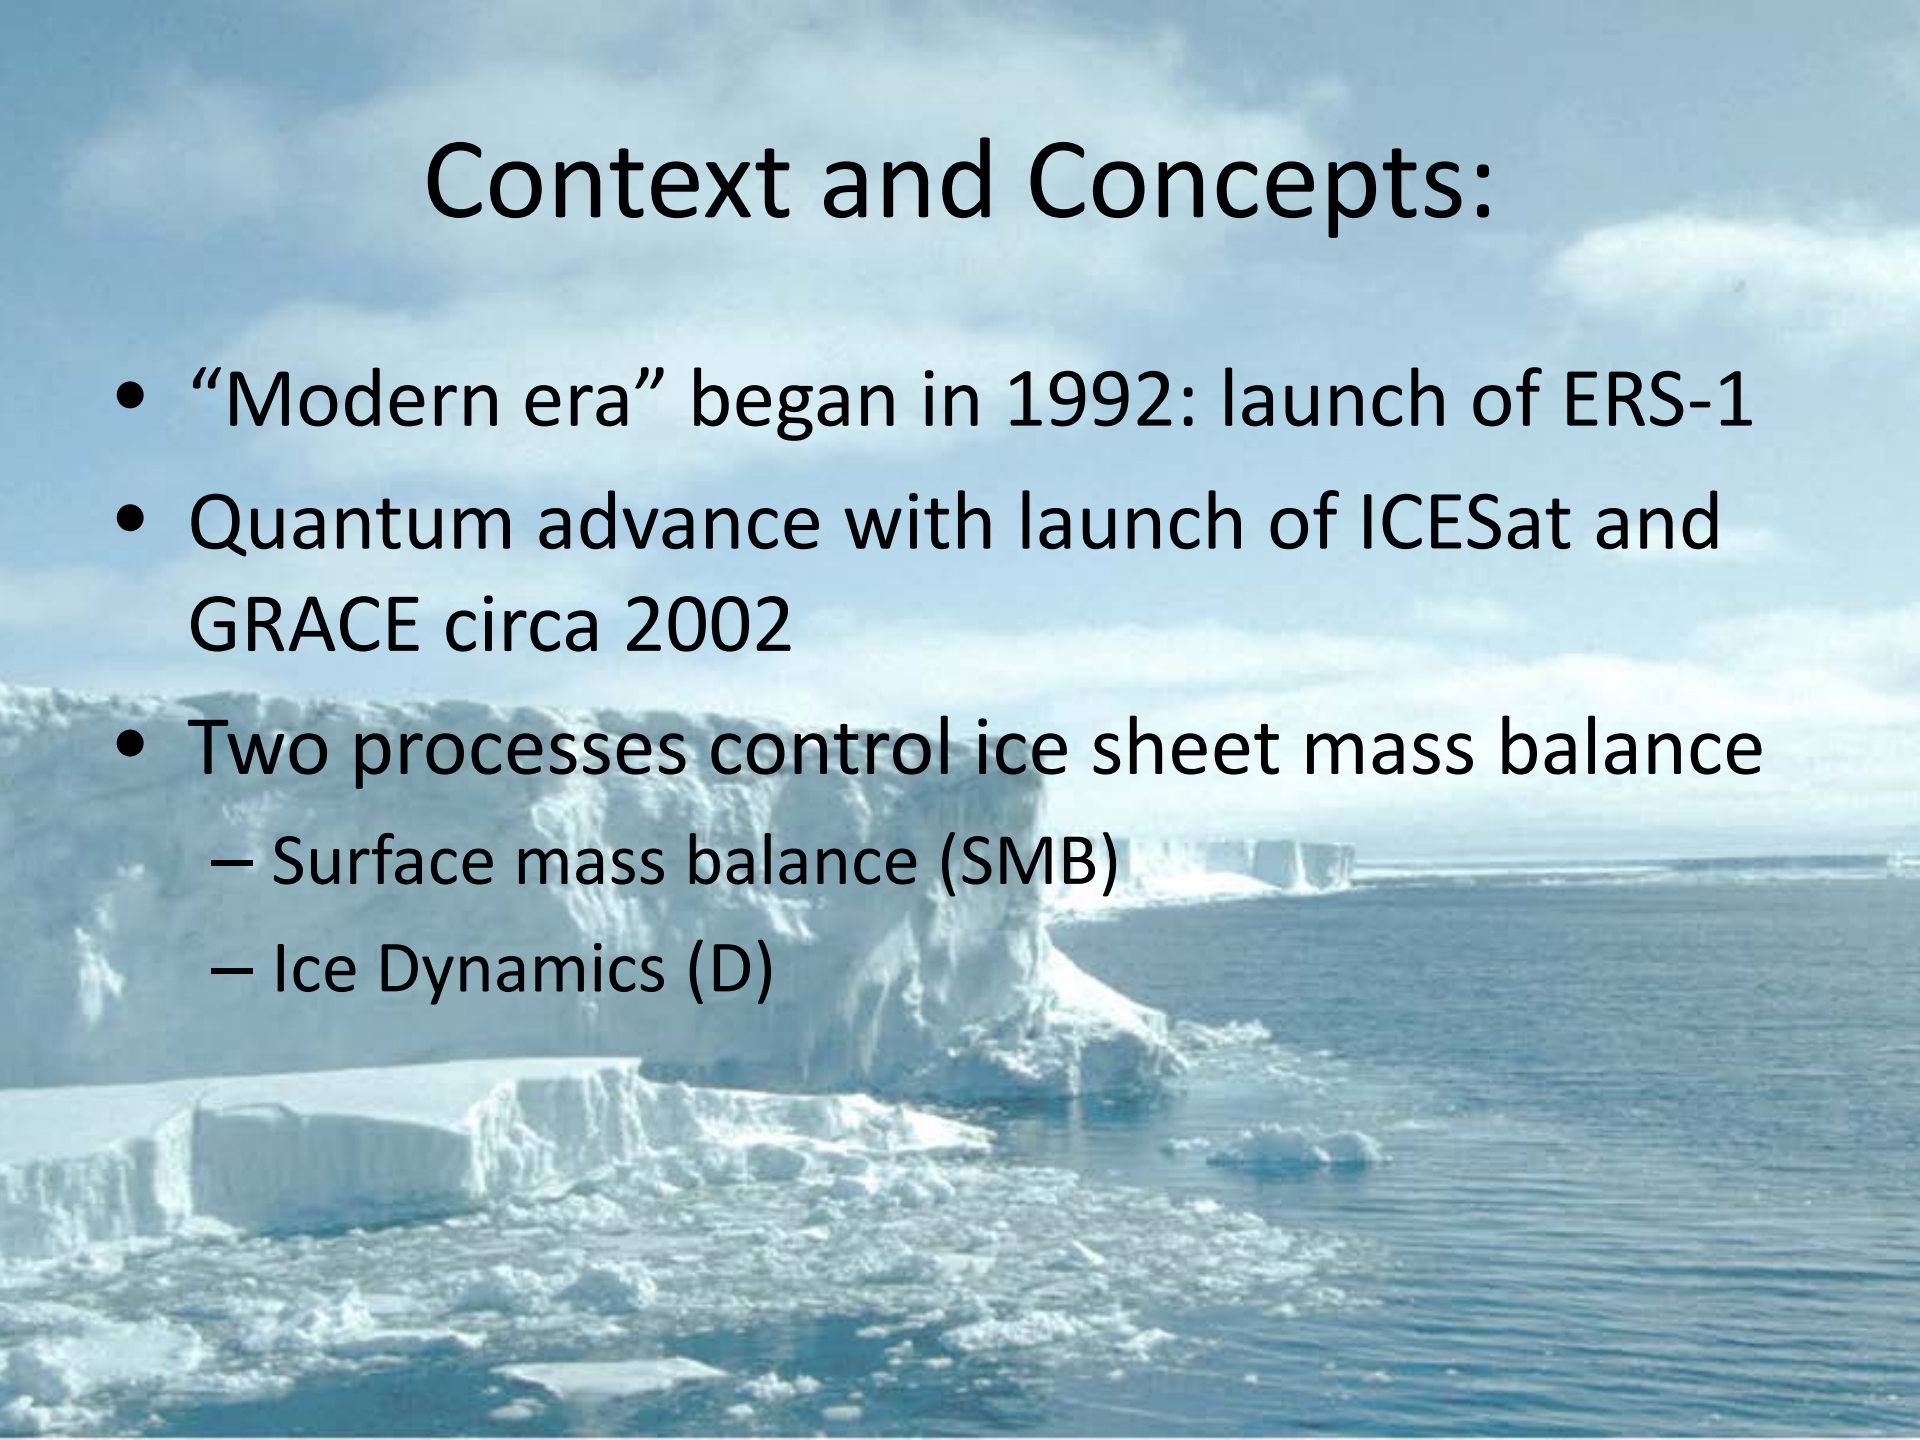 Context and Concepts:
• “Modern era” began in 1992: launch of ERS-1
• Quantum advance with launch of ICESat and
GRACE circa 2002
• Two processes control ice sheet mass balance
– Surface mass balance (SMB)
– Ice Dynamics (D)